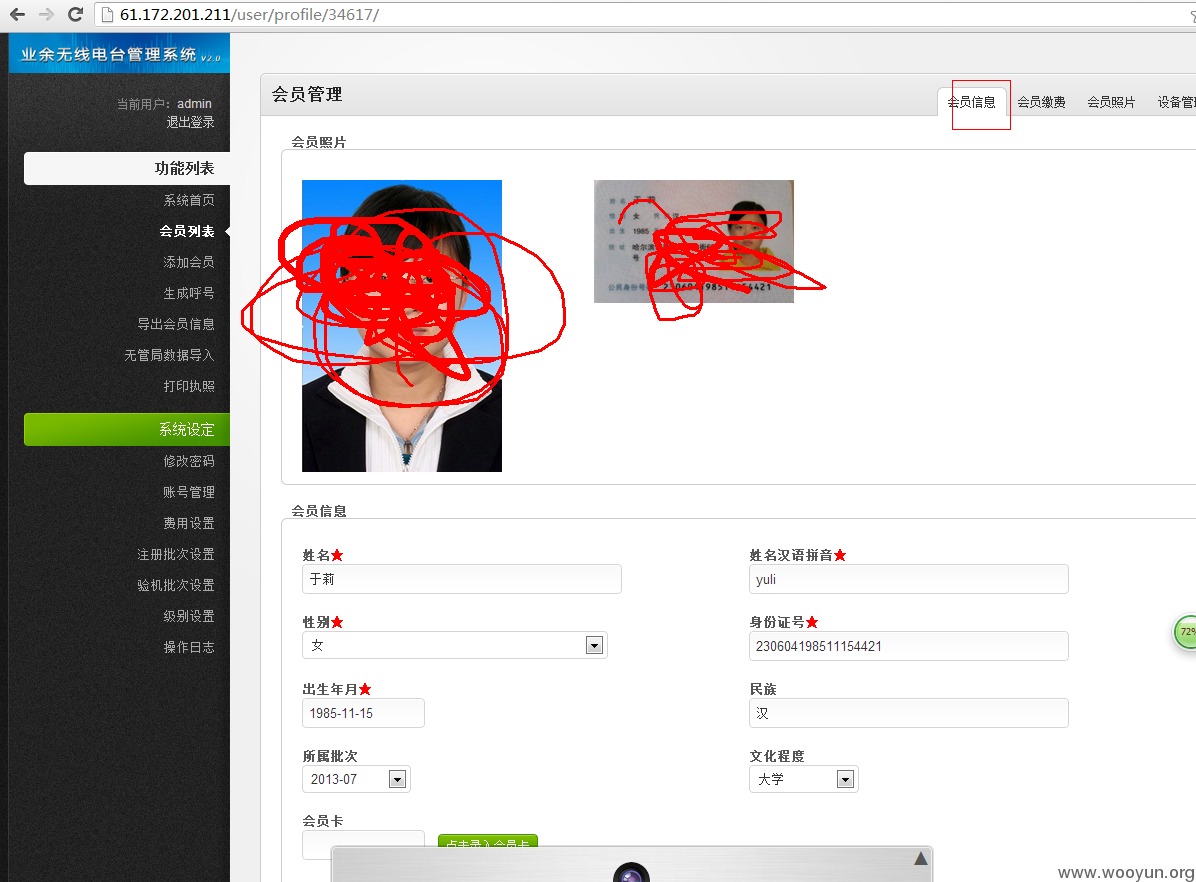 61.172.201.211/user/profile/34617/
业余无线电台管理系统 V2.0
当前用户: admin
退出登录
功能列表
系统首页
会员列表
添加会员
生成呼号
导出会员信息
无管局数据导入
打印执照
系统设定
修改密码
账号管理
费用设置
注册批次设置
验机批次设置
级别设置
操作日志
会员管理
会员信息 会员缴费 会员照片 设备管
会员照片
会员信息
姓名★ 姓名汉语拼音★
于莉 yuli
性别★ 身份证号★
女 230604198511154421
出生年月★ 民族
1985-11-15 汉
所属批次 文化程度
2013-07 大学
会员卡
点击录入会员卡
72%
www.wooyun.org